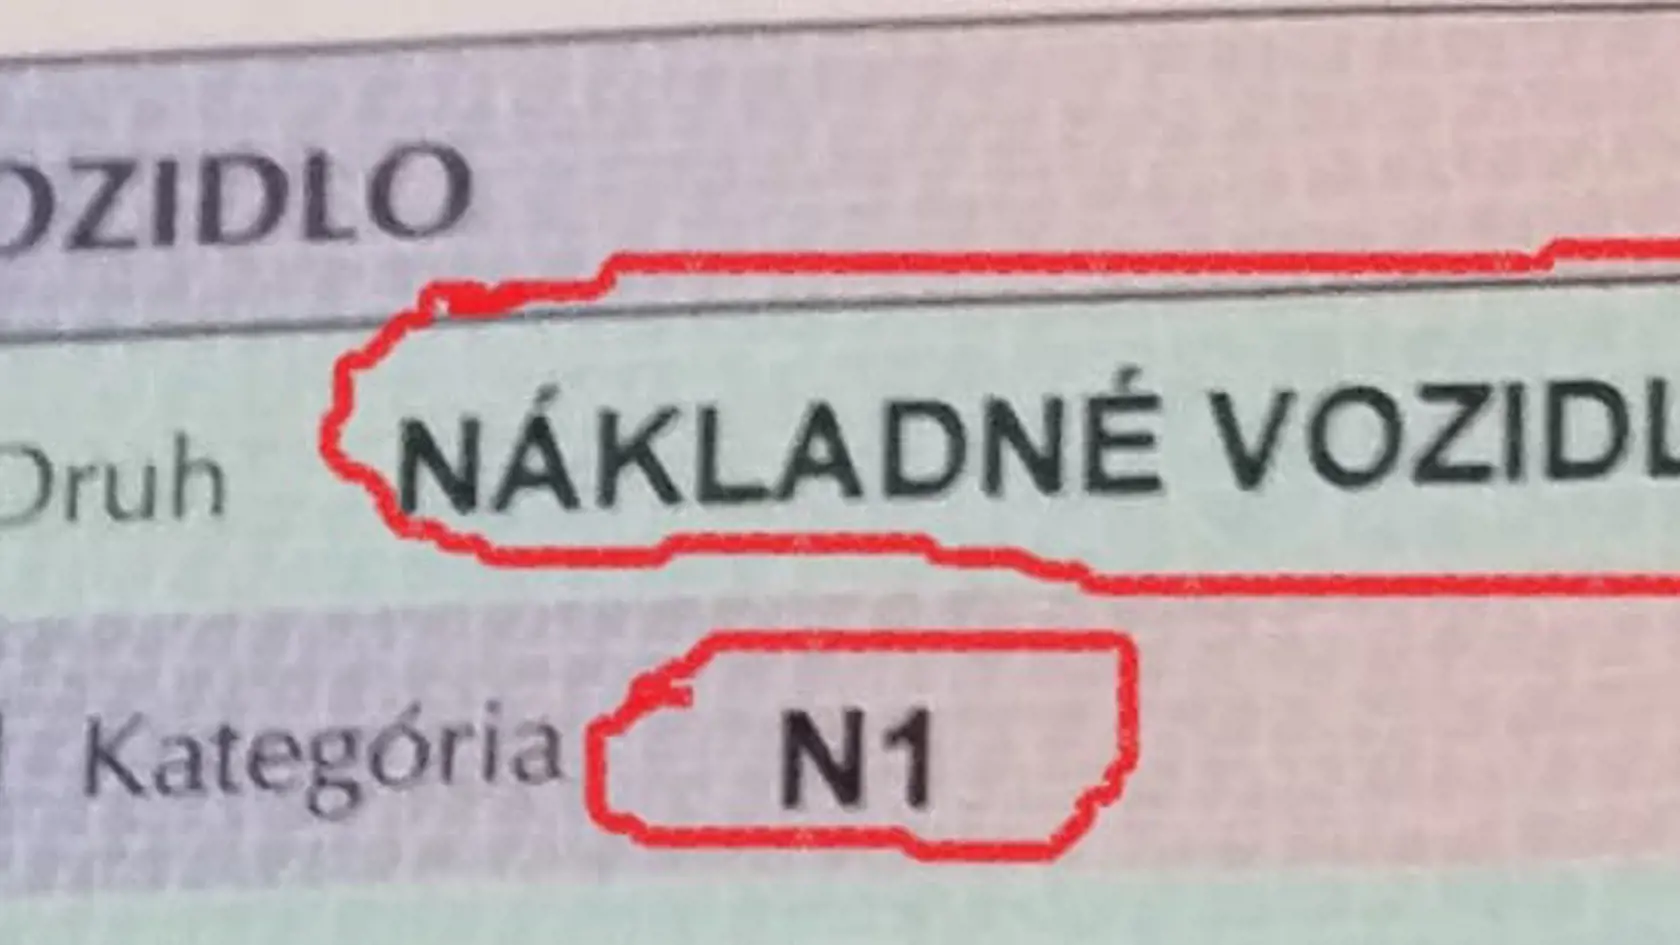 OZIDLO
Druh NÁKLADNÉ VOZIDL
Kategória N1